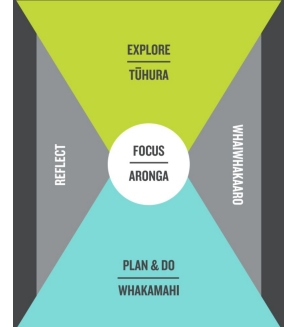 EXPLORE
TŪHURA
REFLECT
FOCUS
ARONGA
WHAIWHAKAARO
PLAN & DO
WHAKAMAHI